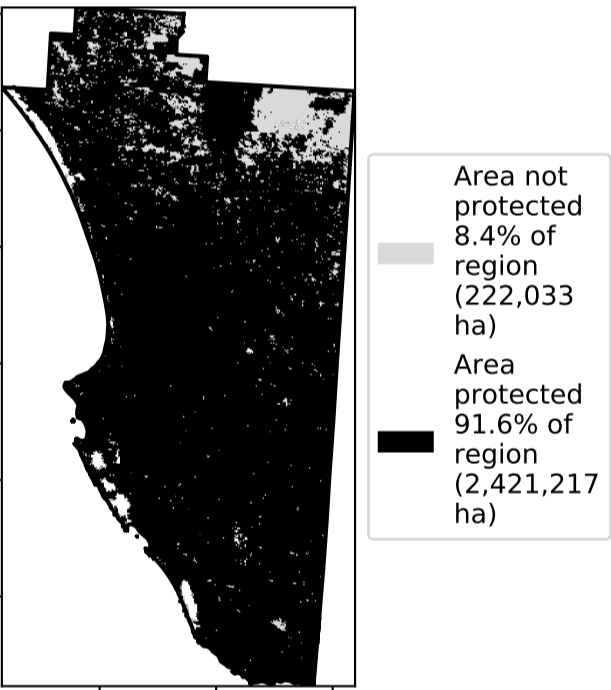 Area not
protected
8.4% of
region
(222,033
ha)
Area
protected
91.6% of
region
(2,421,217
ha)